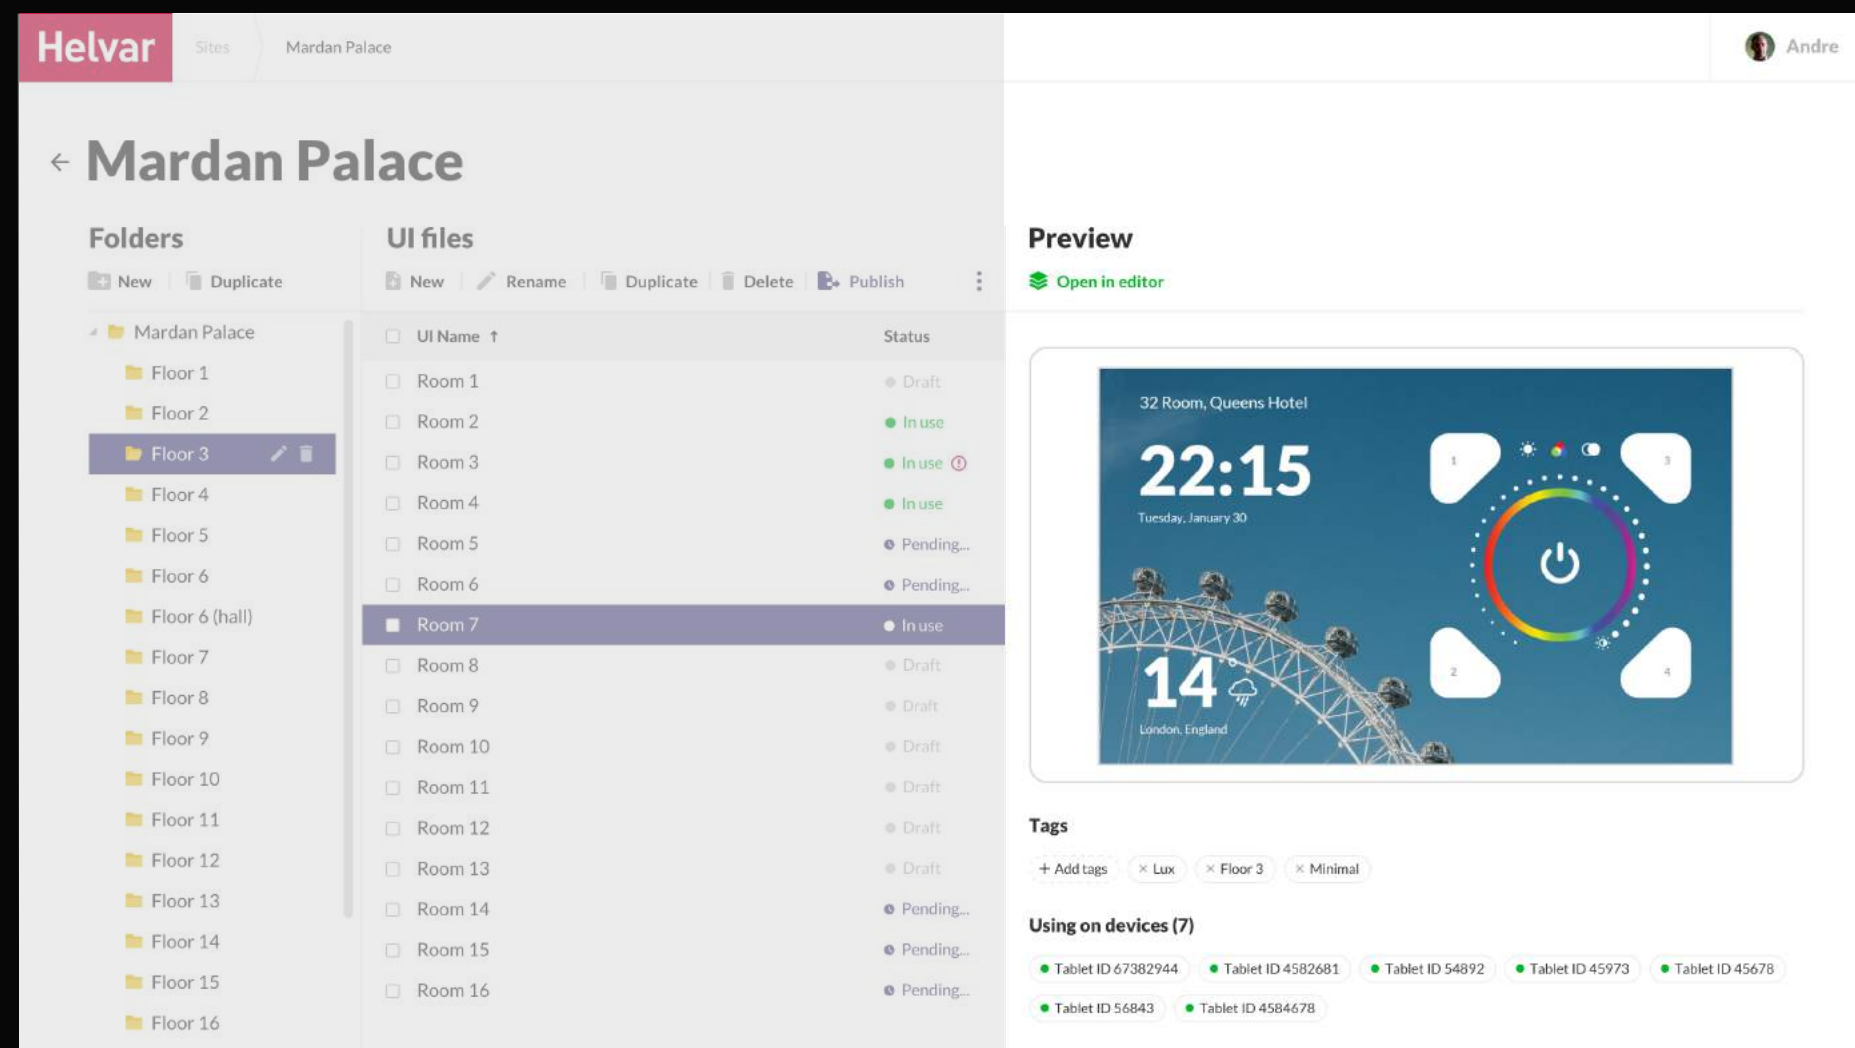 Helvar
Sites
Mardan Palace
Andre
← Mardan Palace
Folders
New
Duplicate
Mardan Palace
Floor 1
Floor 2
Floor 3
Floor 4
Floor 5
Floor 6
Floor 6 (hall)
Floor 7
Floor 8
Floor 9
Floor 10
Floor 11
Floor 12
Floor 13
Floor 14
Floor 15
Floor 16
UI files
New
Rename
Duplicate
Delete
Publish
UI Name ↑ Status
Room 1 Draft
Room 2 In use
Room 3 In use
Room 4 In use
Room 5 Pending...
Room 6 Pending...
Room 7 In use
Room 8 Draft
Room 9 Draft
Room 10 Draft
Room 11 Draft
Room 12 Draft
Room 13 Draft
Room 14 Pending...
Room 15 Pending...
Room 16 Pending...
Preview
Open in editor
32 Room, Queens Hotel
22:15
Tuesday, January 30
1
3
2
4
14°
London, England
Tags
+ Add tags × Lux × Floor 3 × Minimal
Using on devices (7)
Tablet ID 67382944 Tablet ID 4582681 Tablet ID 54892 Tablet ID 45973 Tablet ID 45678
Tablet ID 56843 Tablet ID 4584678